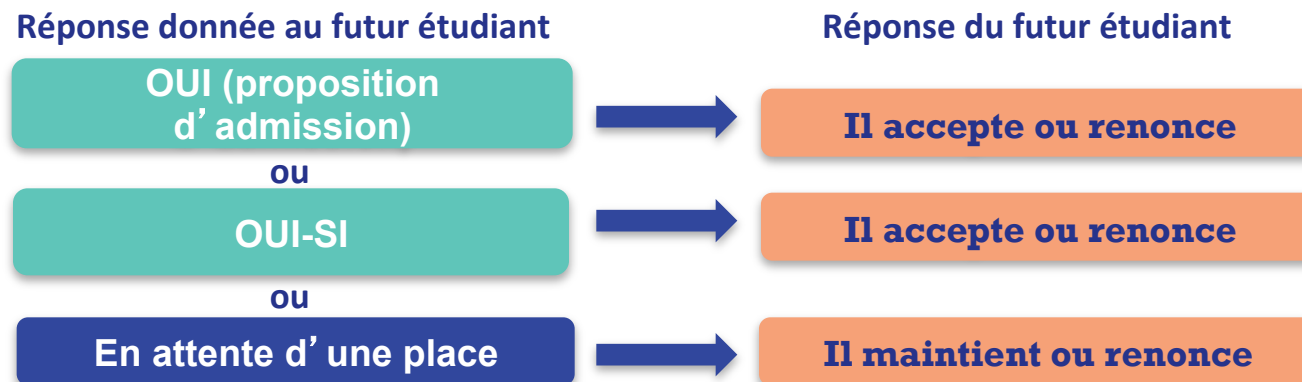 Réponse donnée au futur étudiant
Réponse du futur étudiant
OUI (proposition
d’admission)
Il accepte ou renonce
ou
OUI-SI
Il accepte ou renonce
ou
En attente d’une place
Il maintient ou renonce